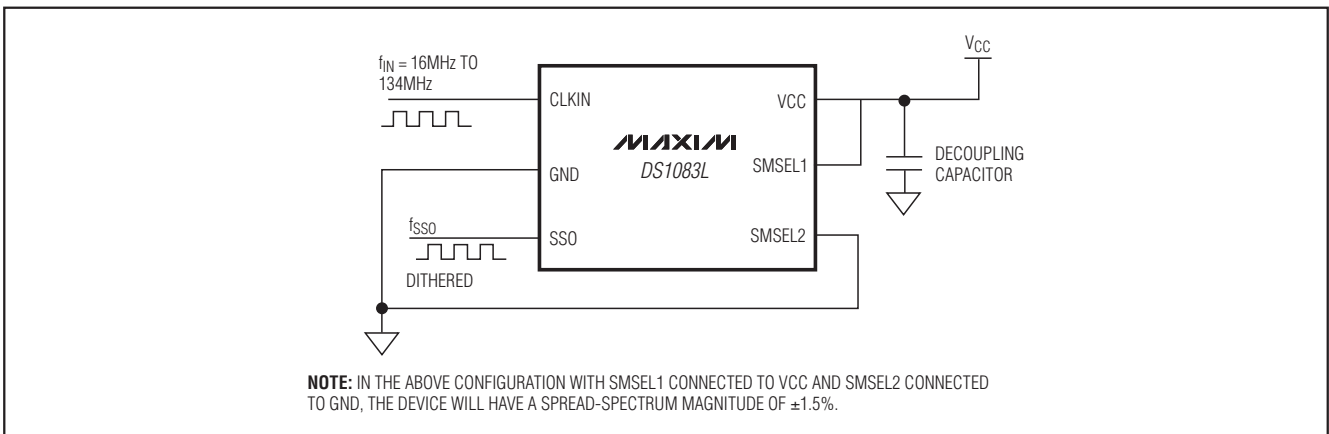 fIN = 16MHz TO
134MHz
CLKIN
GND
fSSO
SSO
DITHERED
MAXIM
DS1083L
VCC
SMSEL1
SMSEL2
VCC
DECOUPLING
CAPACITOR
NOTE: IN THE ABOVE CONFIGURATION WITH SMSEL1 CONNECTED TO VCC AND SMSEL2 CONNECTED
TO GND, THE DEVICE WILL HAVE A SPREAD-SPECTRUM MAGNITUDE OF ±1.5%.